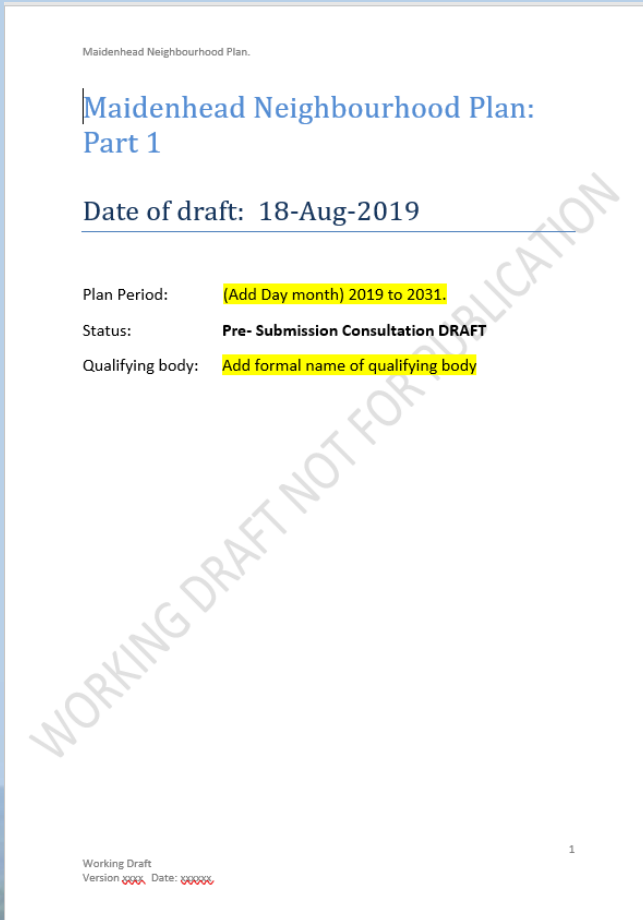 Maidenhead Neighbourhood Plan.
Maidenhead Neighbourhood Plan:
Part 1
Date of draft: 18-Aug-2019
Plan Period: (Add Day month) 2019 to 2031.
Status: Pre- Submission Consultation DRAFT
Qualifying body: Add formal name of qualifying body
WORKING DRAFT NOT FOR PUBLICATION
1
Working Draft
Version xxxx Date: xxxxxx